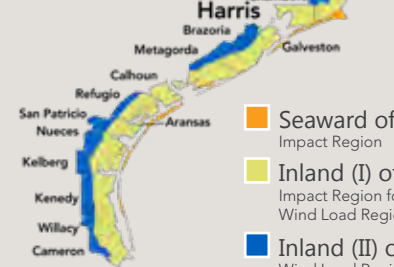 Harris
Brazoria
Metagorda
Galveston
Calhoun
Refugio
San Patricio
Aransas
Nueces
Kelberg
Kenedy
Willacy
Cameron
Seaward of
Impact Region
Inland (I) of
Impact Region fo
Wind Load Regi
Inland (II) o